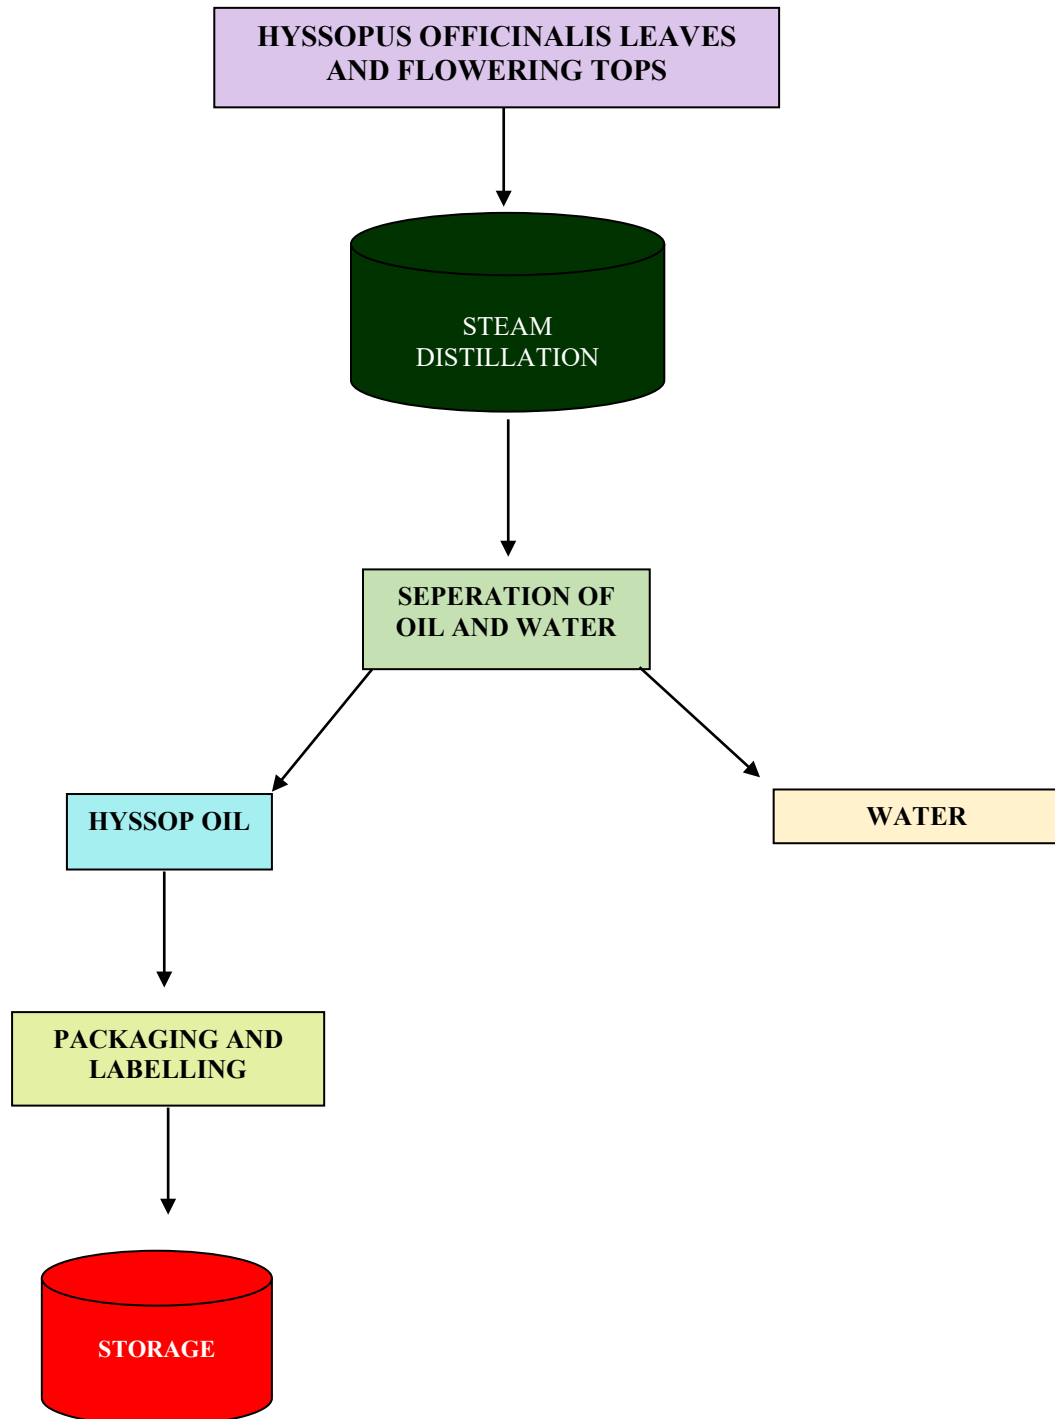 HYSSOPUS OFFICINALIS LEAVES
AND FLOWERING TOPS
STEAM
DISTILLATION
SEPERATION OF
OIL AND WATER
HYSSOP OIL
WATER
PACKAGING AND
LABELLING
STORAGE